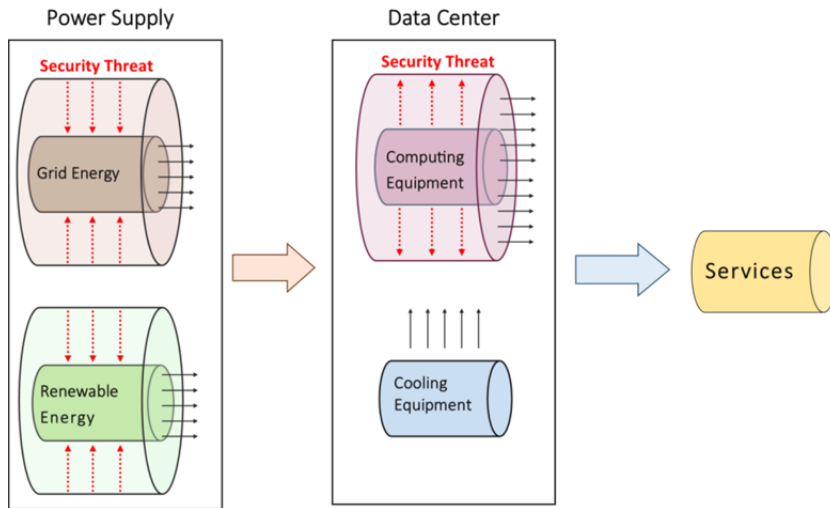 Power Supply
Data Center
Security Threat
Grid Energy
Renewable
Energy
Security Threat
Computing
Equipment
Cooling
Equipment
Services